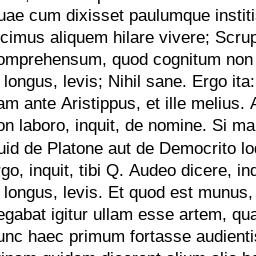 uae cum dixisset paulumque instit
cimus aliquem hilare vivere; Scrup
omprehensum, quod cognitum non
longus, levis; Nihil sane. Ergo ita:
am ante Aristippus, et ille melius. A
on laboro, inquit, de nomine. Si ma
uid de Platone aut de Democrito lo
go, inquit, tibi Q. Audeo dicere, in
longus, levis. Et quod est munus,
egabat igitur ullam esse artem, qua
unc haec primum fortasse audienti